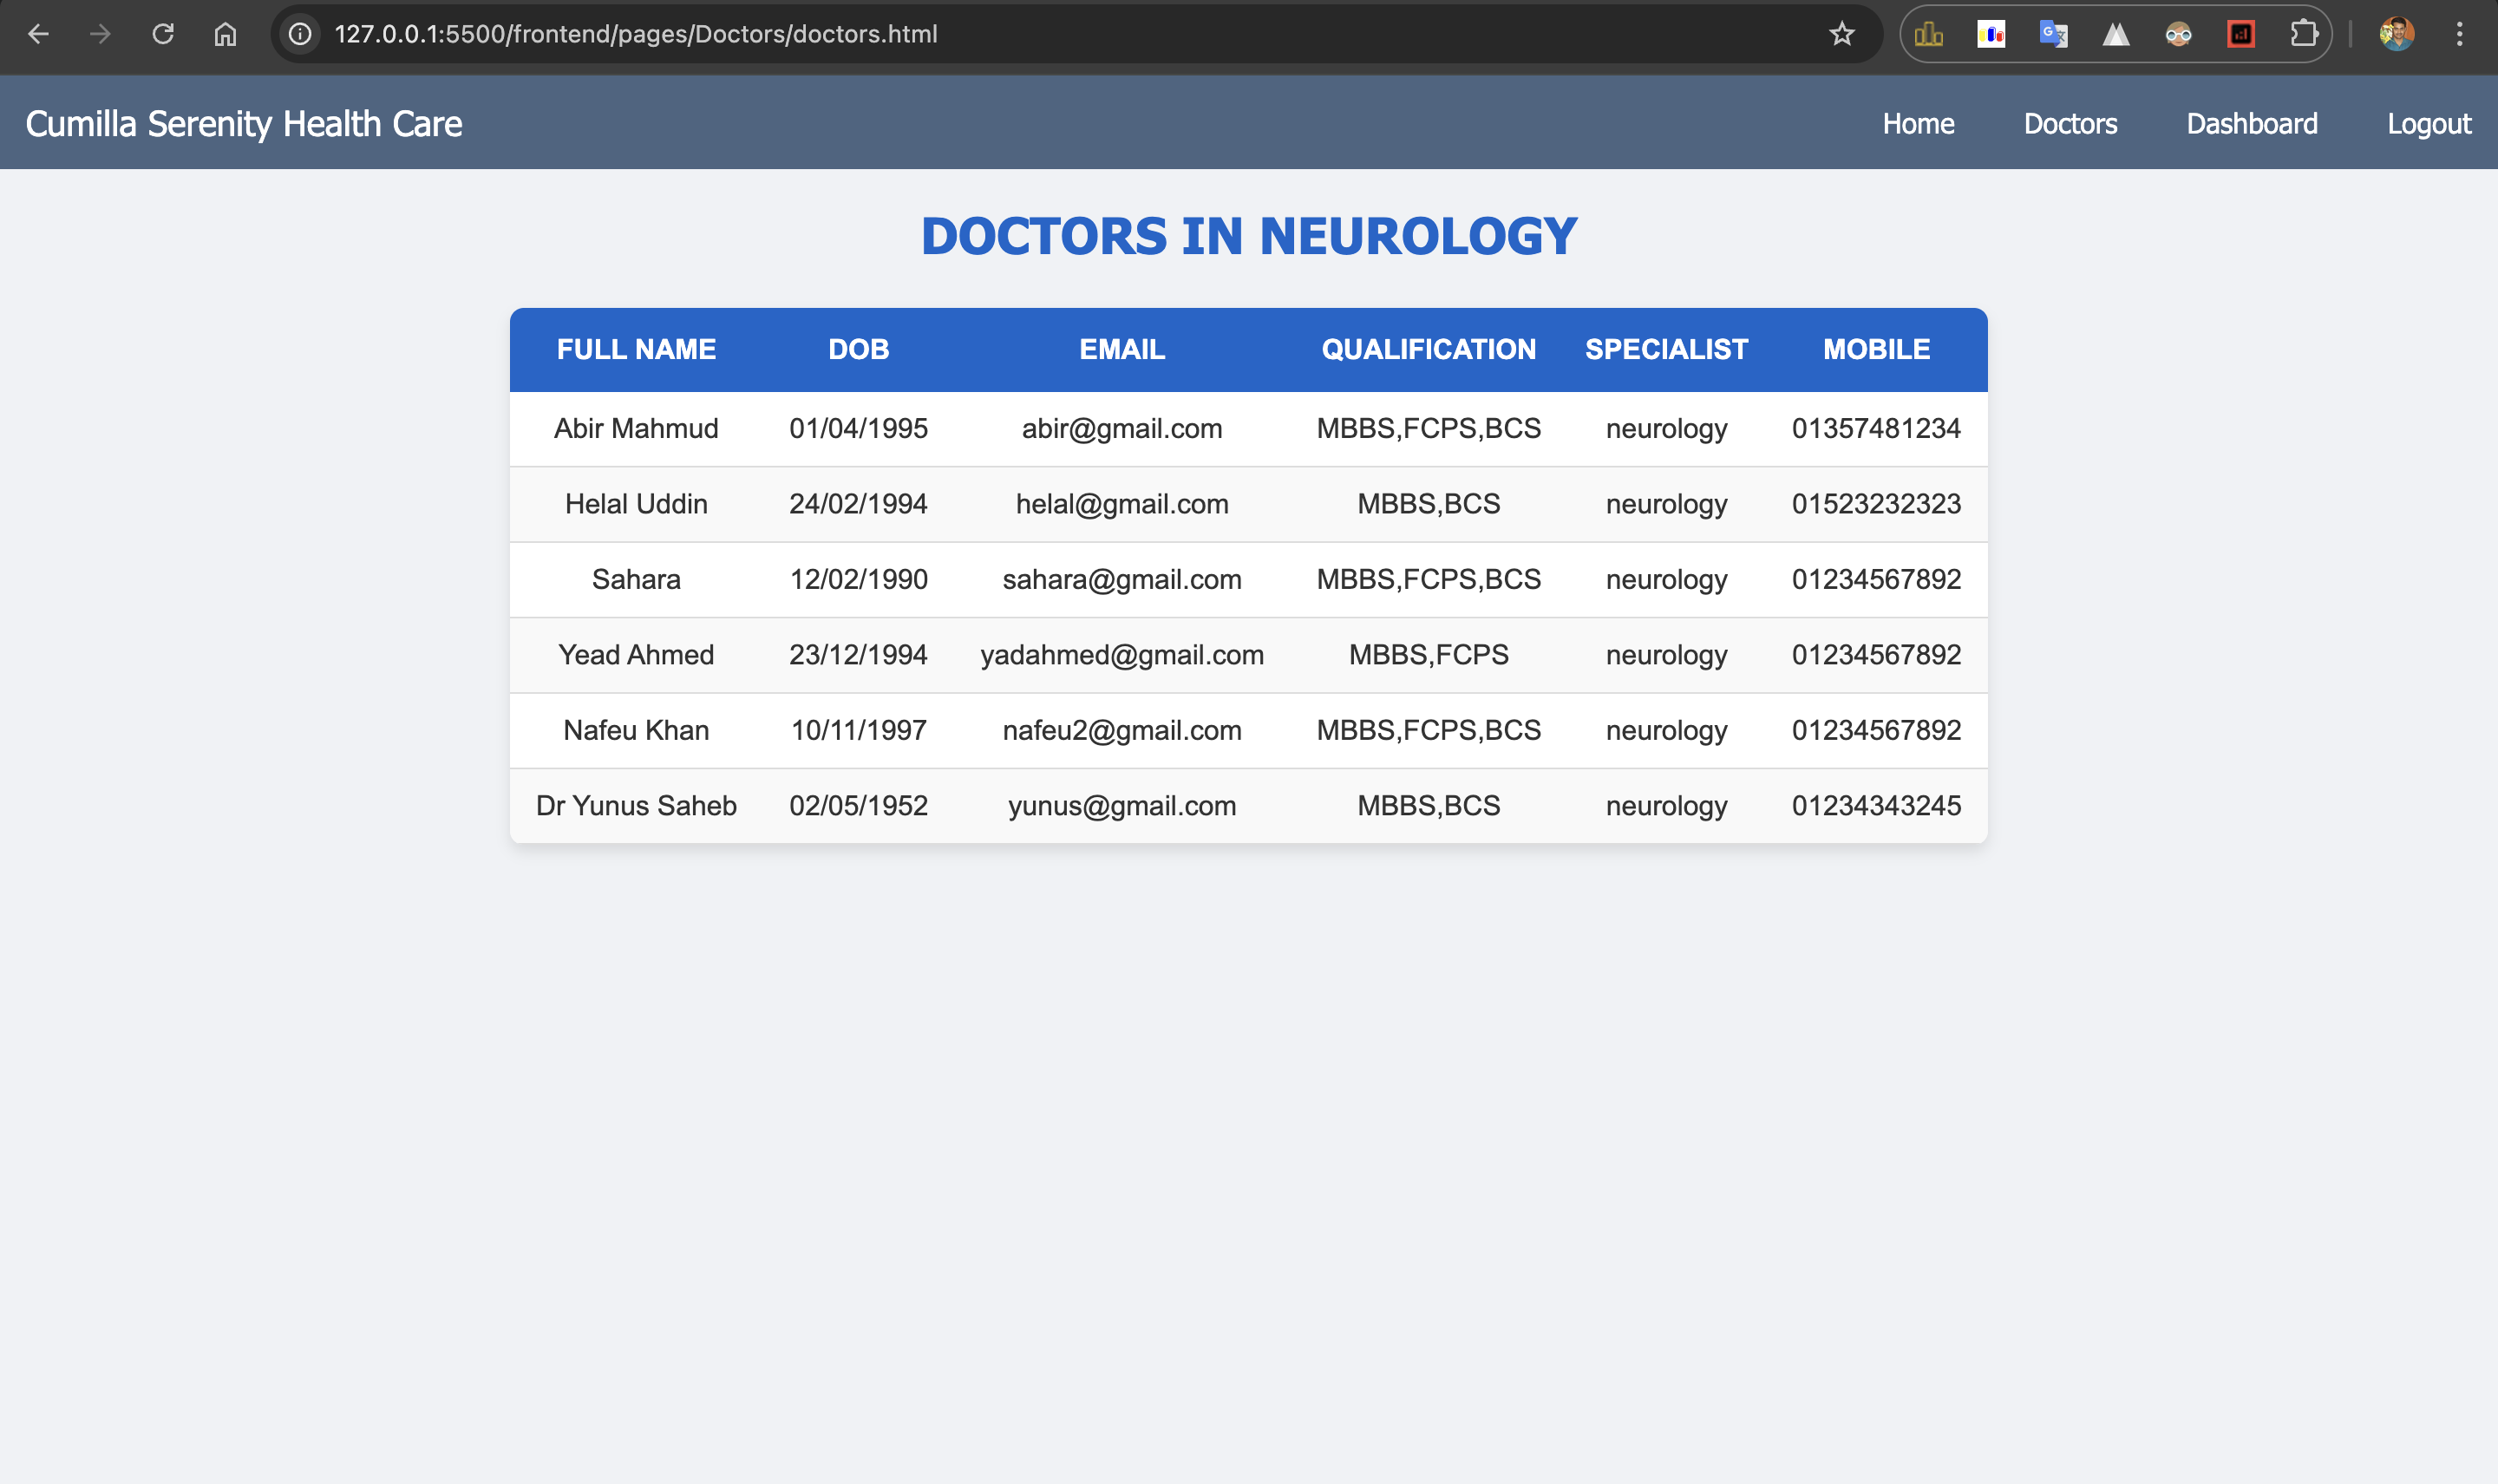 127.0.0.1:5500/frontend/pages/Doctors/doctors.html
Cumilla Serenity Health Care Home Doctors Dashboard Logout
DOCTORS IN NEUROLOGY
FULL NAME DOB EMAIL QUALIFICATION SPECIALIST MOBILE
Abir Mahmud 01/04/1995 abir@gmail.com MBBS,FCPS,BCS neurology 01357481234
Helal Uddin 24/02/1994 helal@gmail.com MBBS,BCS neurology 01523232323
Sahara 12/02/1990 sahara@gmail.com MBBS,FCPS,BCS neurology 01234567892
Yead Ahmed 23/12/1994 yadahmed@gmail.com MBBS,FCPS neurology 01234567892
Nafeu Khan 10/11/1997 nafeu2@gmail.com MBBS,FCPS,BCS neurology 01234567892
Dr Yunus Saheb 02/05/1952 yunus@gmail.com MBBS,BCS neurology 01234343245